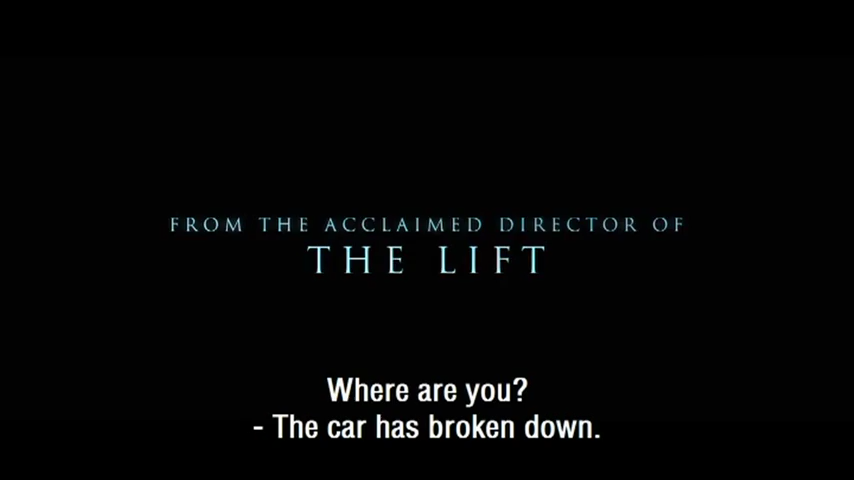 FROM THE ACCLAIMED DIRECTOR OF
THE LIFT
Where are you?
- The car has broken down.